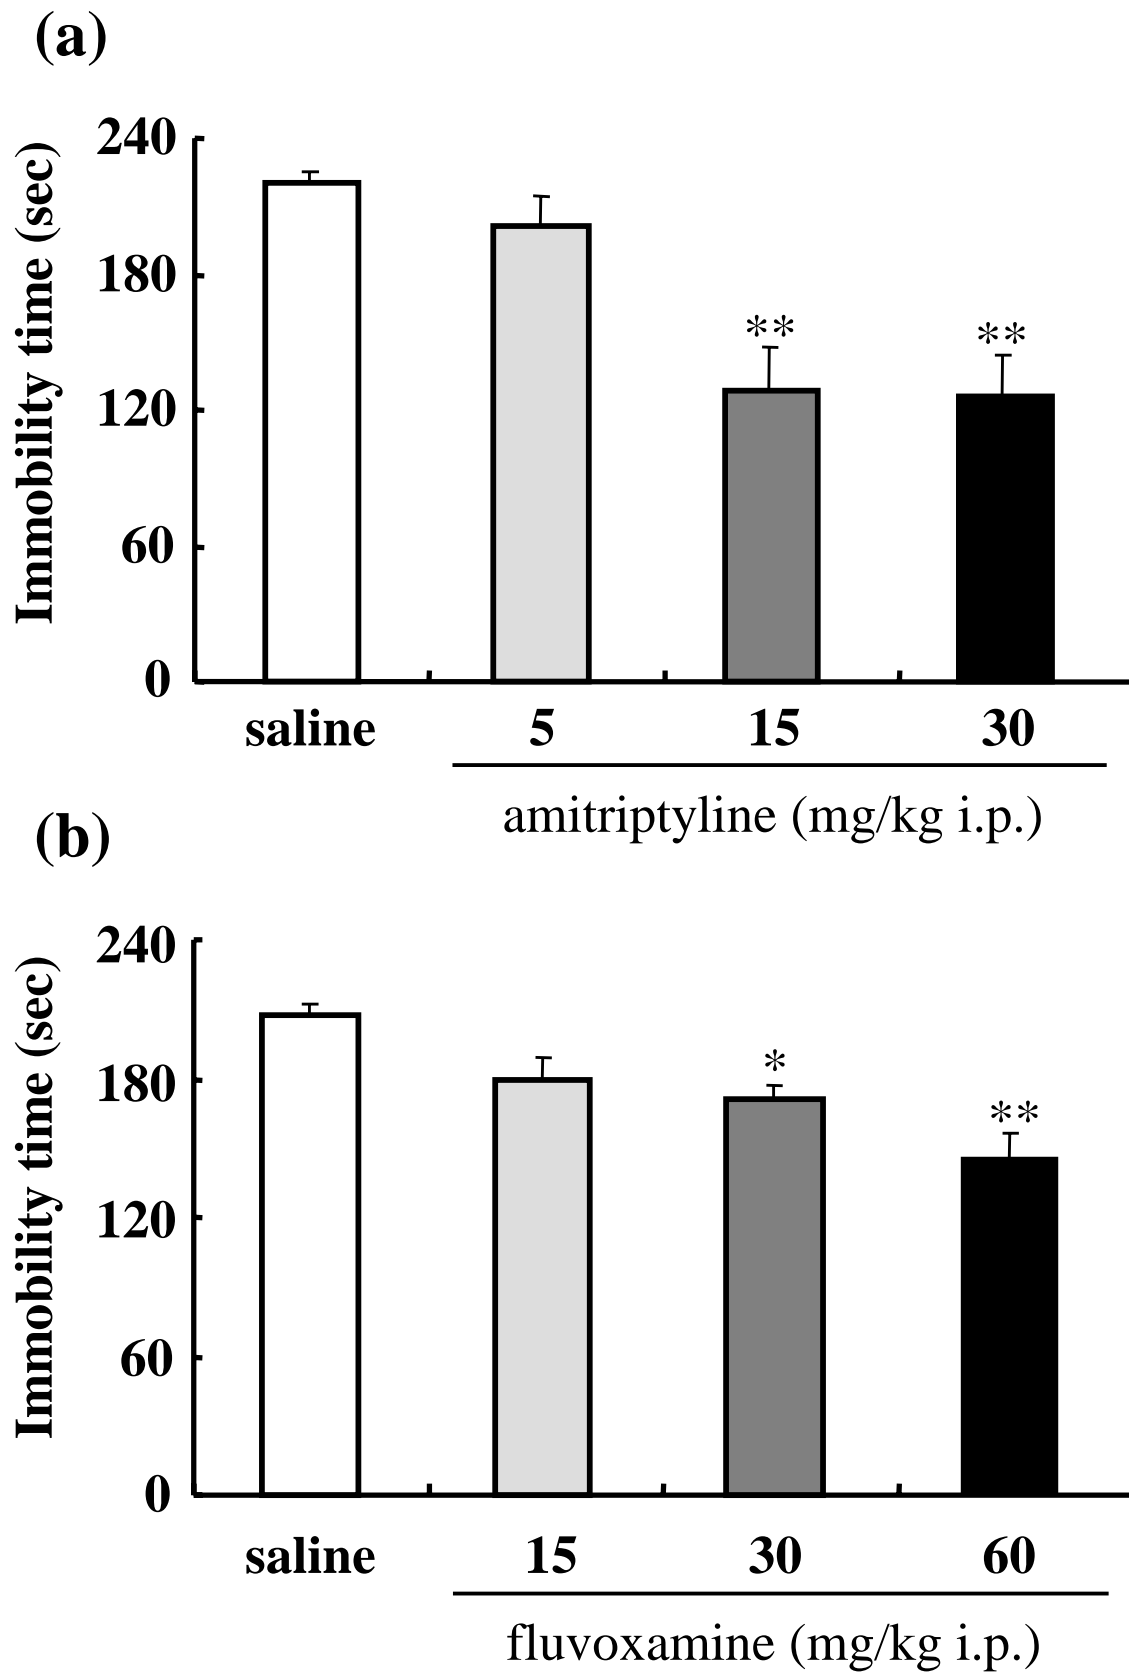 (a)
Immobility time (sec)
240
180
120
60
0
** **
saline 5 15 30
amitriptyline (mg/kg i.p.)
(b)
Immobility time (sec)
240
180
120
60
0
* **
saline 15 30 60
fluvoxamine (mg/kg i.p.)